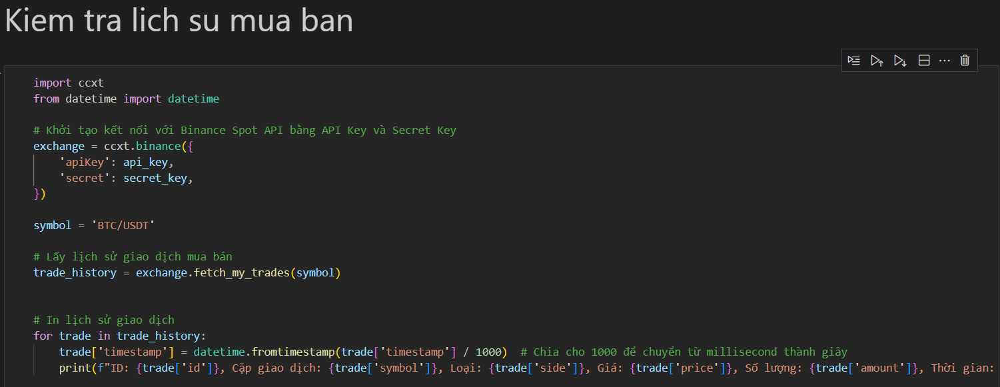 Kiem tra lich su mua ban
import ccxt
from datetime import datetime
# Khởi tạo kết nối với Binance Spot API bằng API Key và Secret Key
exchange = ccxt.binance({
    'apiKey': api_key,
    'secret': secret_key,
})
symbol = 'BTC/USDT'
# Lấy lịch sử giao dịch mua bán
trade_history = exchange.fetch_my_trades(symbol)
# In lịch sử giao dịch
for trade in trade_history:
    trade['timestamp'] = datetime.fromtimestamp(trade['timestamp'] / 1000)  # Chia cho 1000 để chuyển từ millisecond thành giây
    print(f"ID: {trade['id']}, Cặp giao dịch: {trade['symbol']}, Loại: {trade['side']}, Giá: {trade['price']}, Số lượng: {trade['amount']}, Thời gian: